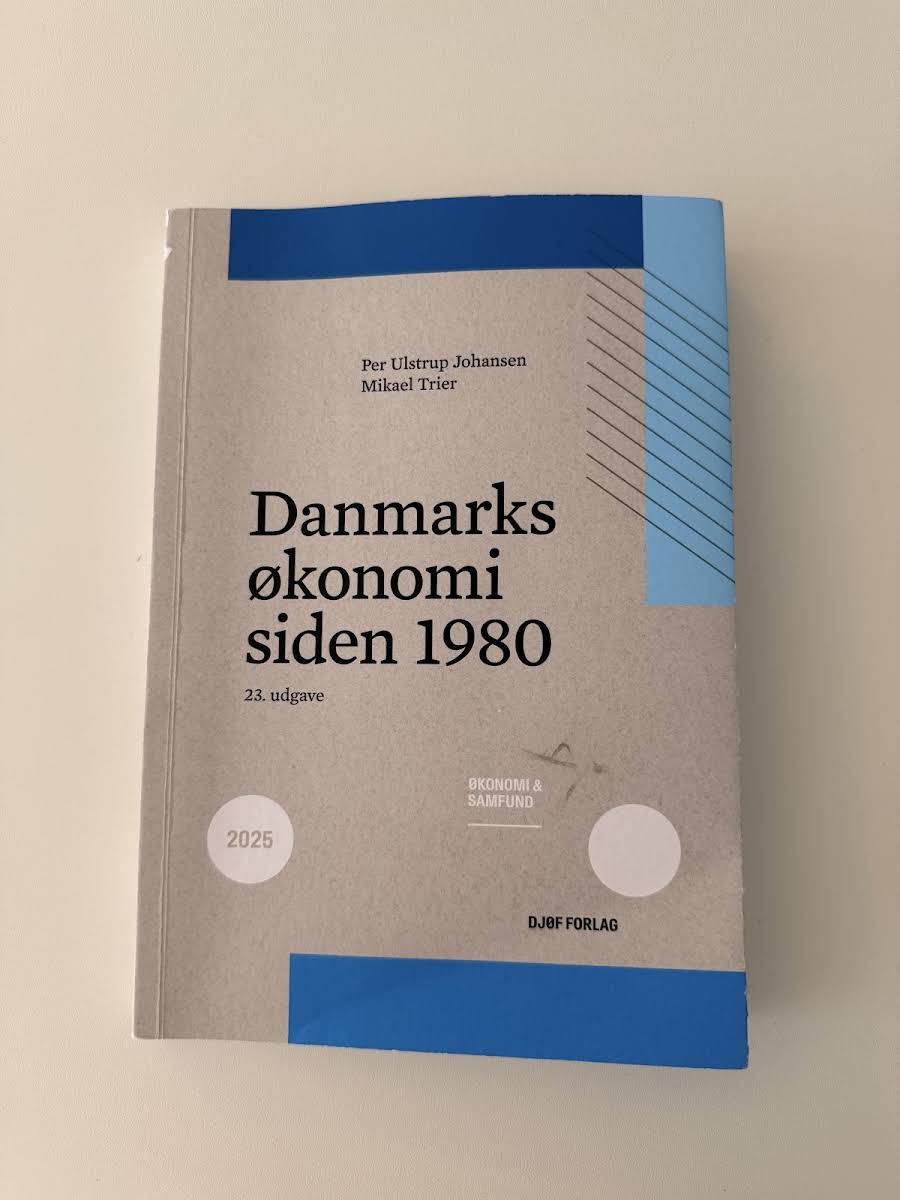 Per Ulstrup Johansen
Mikael Trier
Danmarks
økonomi
siden 1980
23. udgave
ØKONOMI &
SAMFUND
2025
DJØF FORLAG